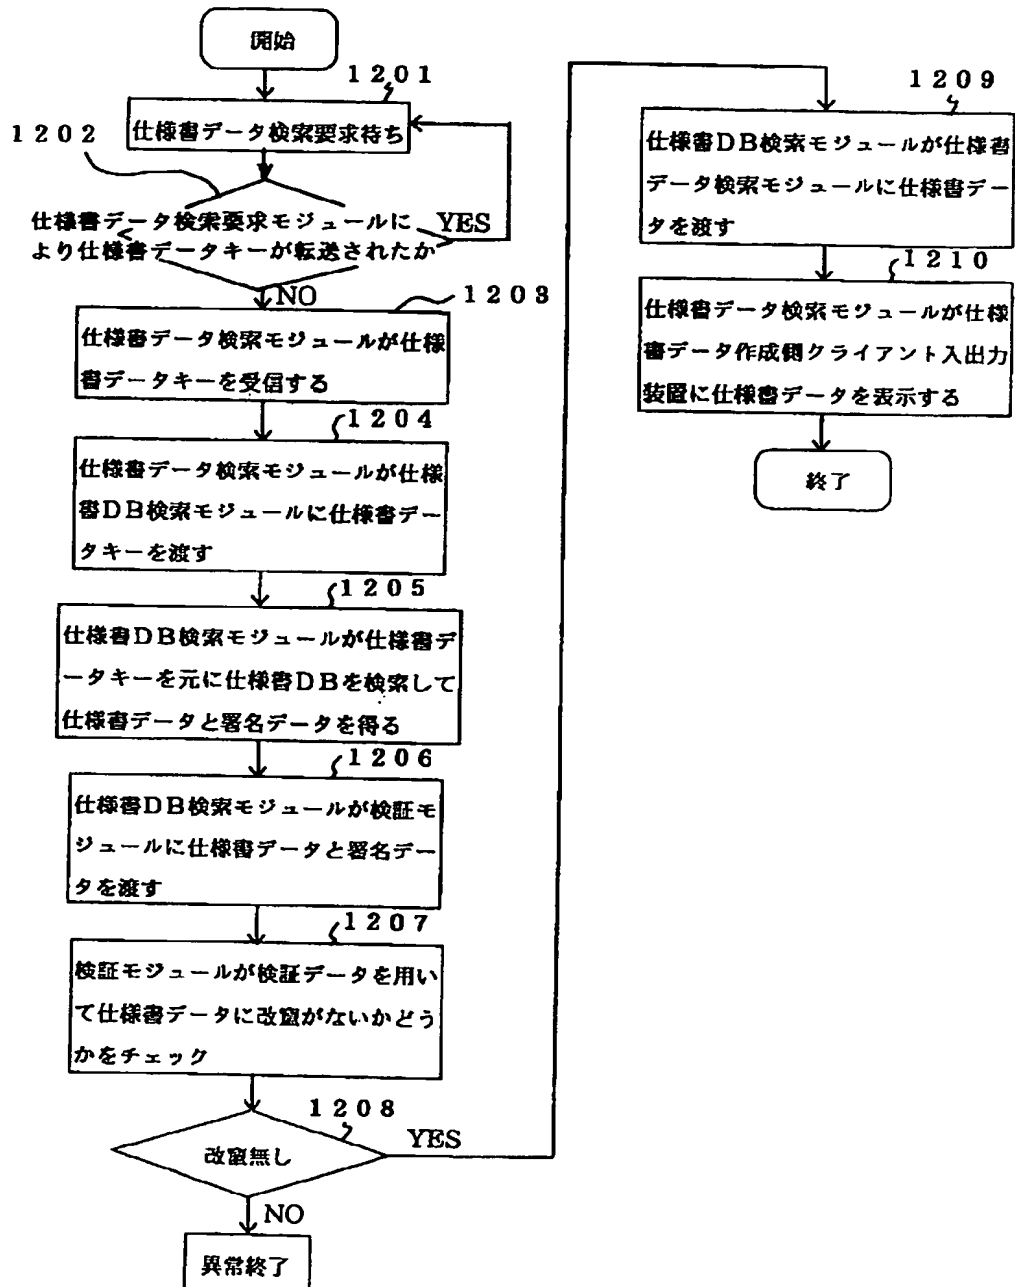 開始
1201
仕様書データ検索要求待ち
1202
仕様書データ検索要求モジュールに
より仕様書データキーが転送されたか
YES
NO
1203
仕様書データ検索モジュールが仕様
書データキーを受信する
1204
仕様書データ検索モジュールが仕様
書DB検索モジュールに仕様書デー
タキーを渡す
1205
仕様書DB検索モジュールが仕様書デ
ータキーを元に仕様書DBを検索して
仕様書データと署名データを得る
1206
仕様書DB検索モジュールが検証モ
ジュールに仕様書データと署名デー
タを渡す
1207
検証モジュールが検証データを用い
て仕様書データに改竄がないかどう
かをチェック
1208
改竄無し
YES
NO
異常終了
1209
仕様書DB検索モジュールが仕様書
データ検索モジュールに仕様書デー
タを渡す
1210
仕様書データ検索モジュールが仕様
書データ作成側クライアント入出力
装置に仕様書データを表示する
終了